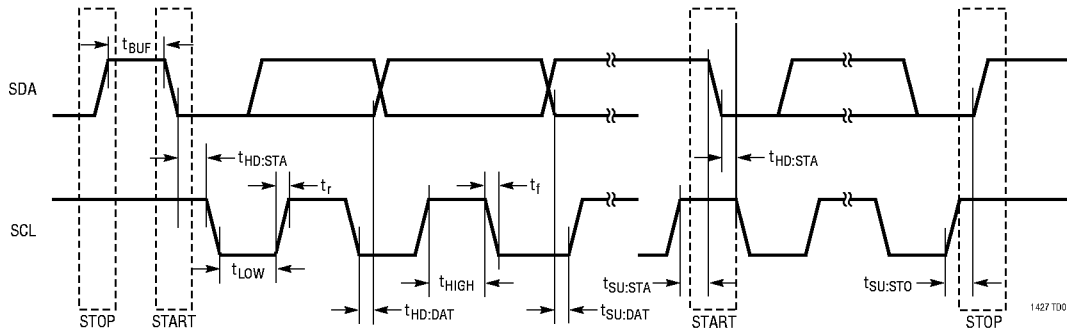 tBUF
SDA
tHD:STA
tHD:STA
tr
tf
SCL
tLOW
tHIGH
tSU:STA
tSU:STO
tHD:DAT
tSU:DAT
1427 TD0
STOP
START
START
STOP